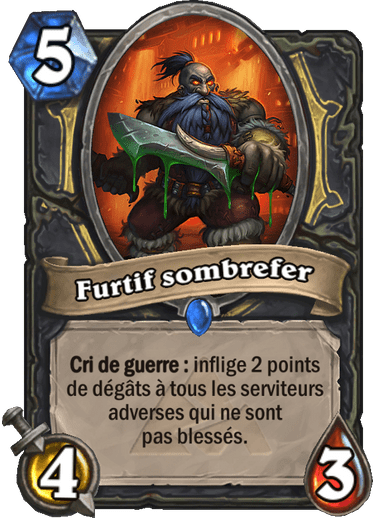 5
Furtif sombrefer
Cri de guerre : inflige 2 points
de dégâts à tous les serviteurs
adverses qui ne sont
pas blessés.
4
3